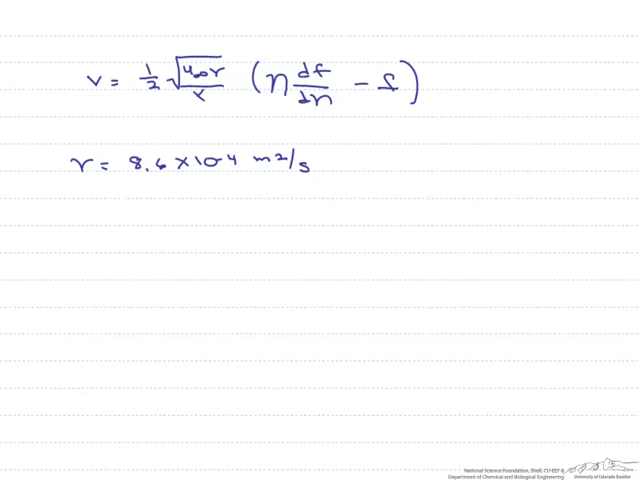 v = 1/2 √(u∞ν/x) (η df/dη − f)
ν = 8.6 × 10-4 m2/s
National Science Foundation, Shell, CU-EEF &
Department of Chemical and Biological Engineering
University of Colorado Boulder